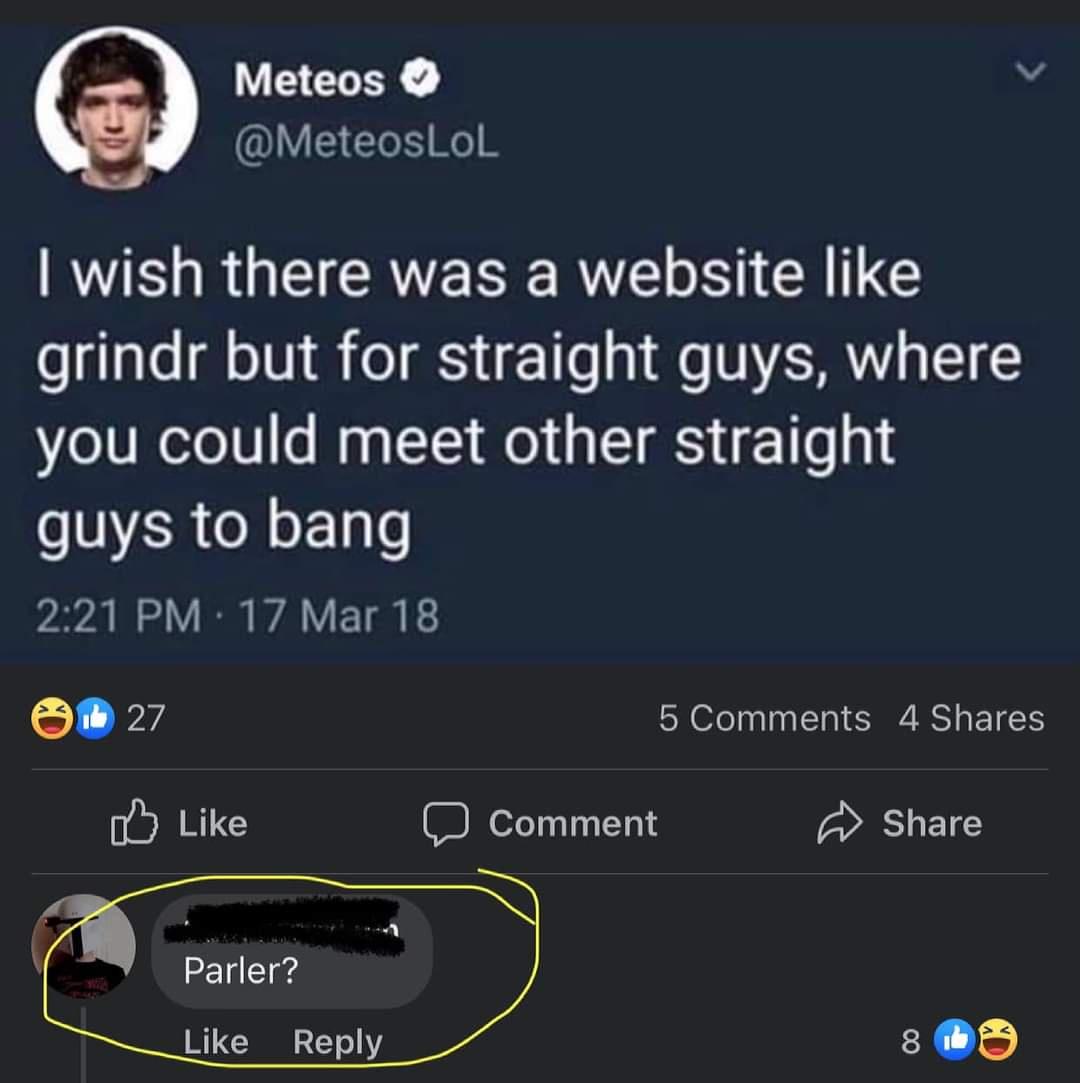 Meteos
@MeteosLoL
I wish there was a website like
grindr but for straight guys, where
you could meet other straight
guys to bang
2:21 PM · 17 Mar 18
27 5 Comments 4 Shares
Like Comment Share
Parler?
Like Reply 8